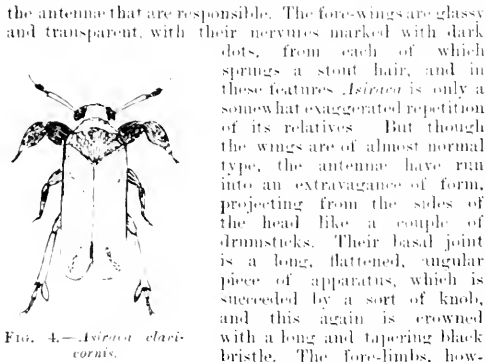 the antennæ that are responsible. The fore-wings are glassy
and transparent, with their nervures marked with dark
dots, from each of which
springs a stout hair, and in
these features Asiraca is only a
somewhat exaggerated repetition
of its relatives. But though
the wings are of almost normal
type, the antennæ have run
into an extravagance of form,
projecting from the sides of
the head like a couple of
drumsticks. Their basal joint
is a long, flattened, angular
piece of apparatus, which is
succeeded by a sort of knob,
and this again is crowned
with a long and tapering black
bristle. The fore-limbs, how-
Fig. 4.—Asiraca clavi-
cornis.